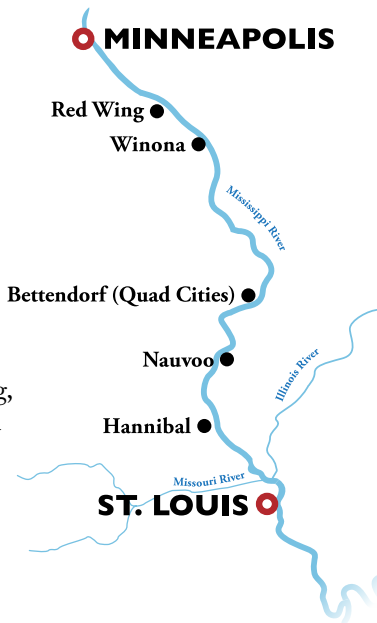 MINNEAPOLIS
Red Wing
Winona
Mississippi River
Bettendorf (Quad Cities)
Nauvoo
Illinois River
Hannibal
Missouri River
ST. LOUIS